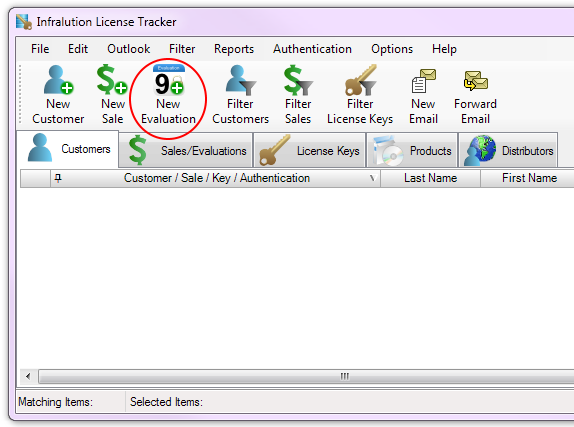 Infralution License Tracker
File Edit Outlook Filter Reports Authentication Options Help
Evaluation
9
New Customer
New Sale
New Evaluation
Filter Customers
Filter Sales
Filter License Keys
New Email
Forward Email
Customers Sales/Evaluations License Keys Products Distributors
Customer / Sale / Key / Authentication Last Name First Name
Matching Items: Selected Items: